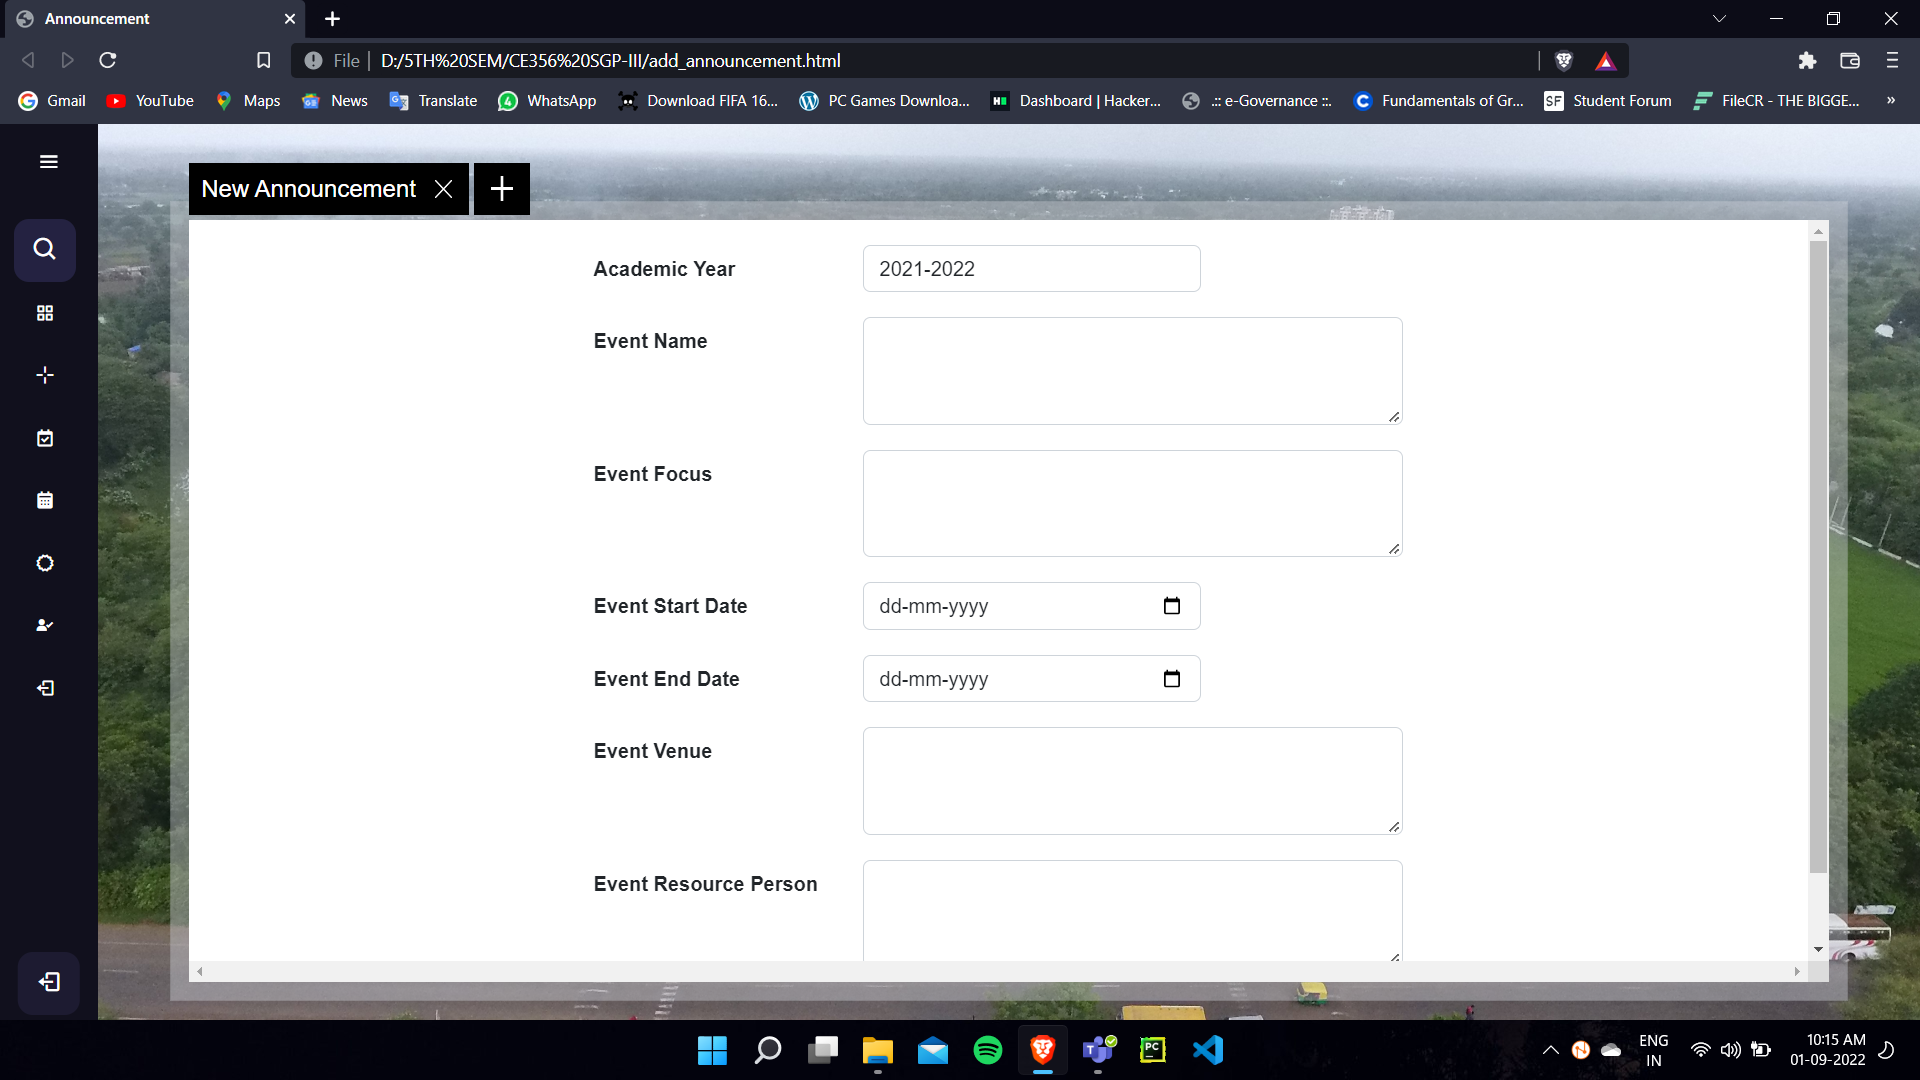 Announcement
File
D:/5TH%20SEM/CE356%20SGP-III/add_announcement.html
Gmail
YouTube
Maps
News
Translate
WhatsApp
Download FIFA 16...
PC Games Downloa...
Dashboard | Hacker...
.:: e-Governance ::.
Fundamentals of Gr...
SF Student Forum
FileCR - THE BIGGE...
»
New Announcement
Academic Year
2021-2022
Event Name
Event Focus
Event Start Date
dd-mm-yyyy
Event End Date
dd-mm-yyyy
Event Venue
Event Resource Person
ENG
IN
10:15 AM
01-09-2022